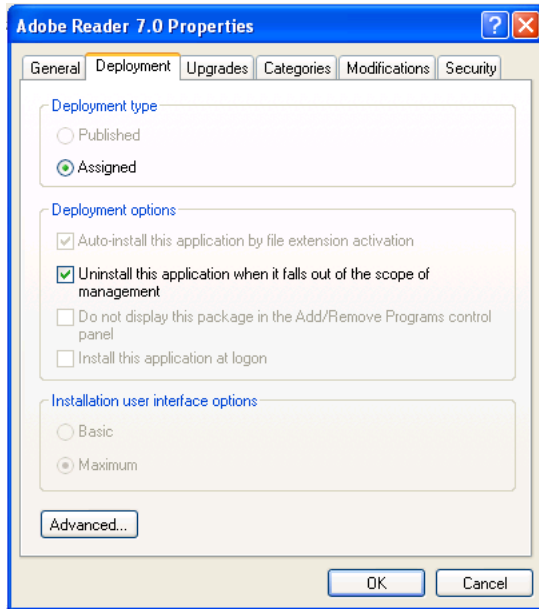 Adobe Reader 7.0 Properties
General Deployment Upgrades Categories Modifications Security
Deployment type
Published
Assigned
Deployment options
Auto-install this application by file extension activation
Uninstall this application when it falls out of the scope of
management
Do not display this package in the Add/Remove Programs control
panel
Install this application at logon
Installation user interface options
Basic
Maximum
Advanced...
OK Cancel